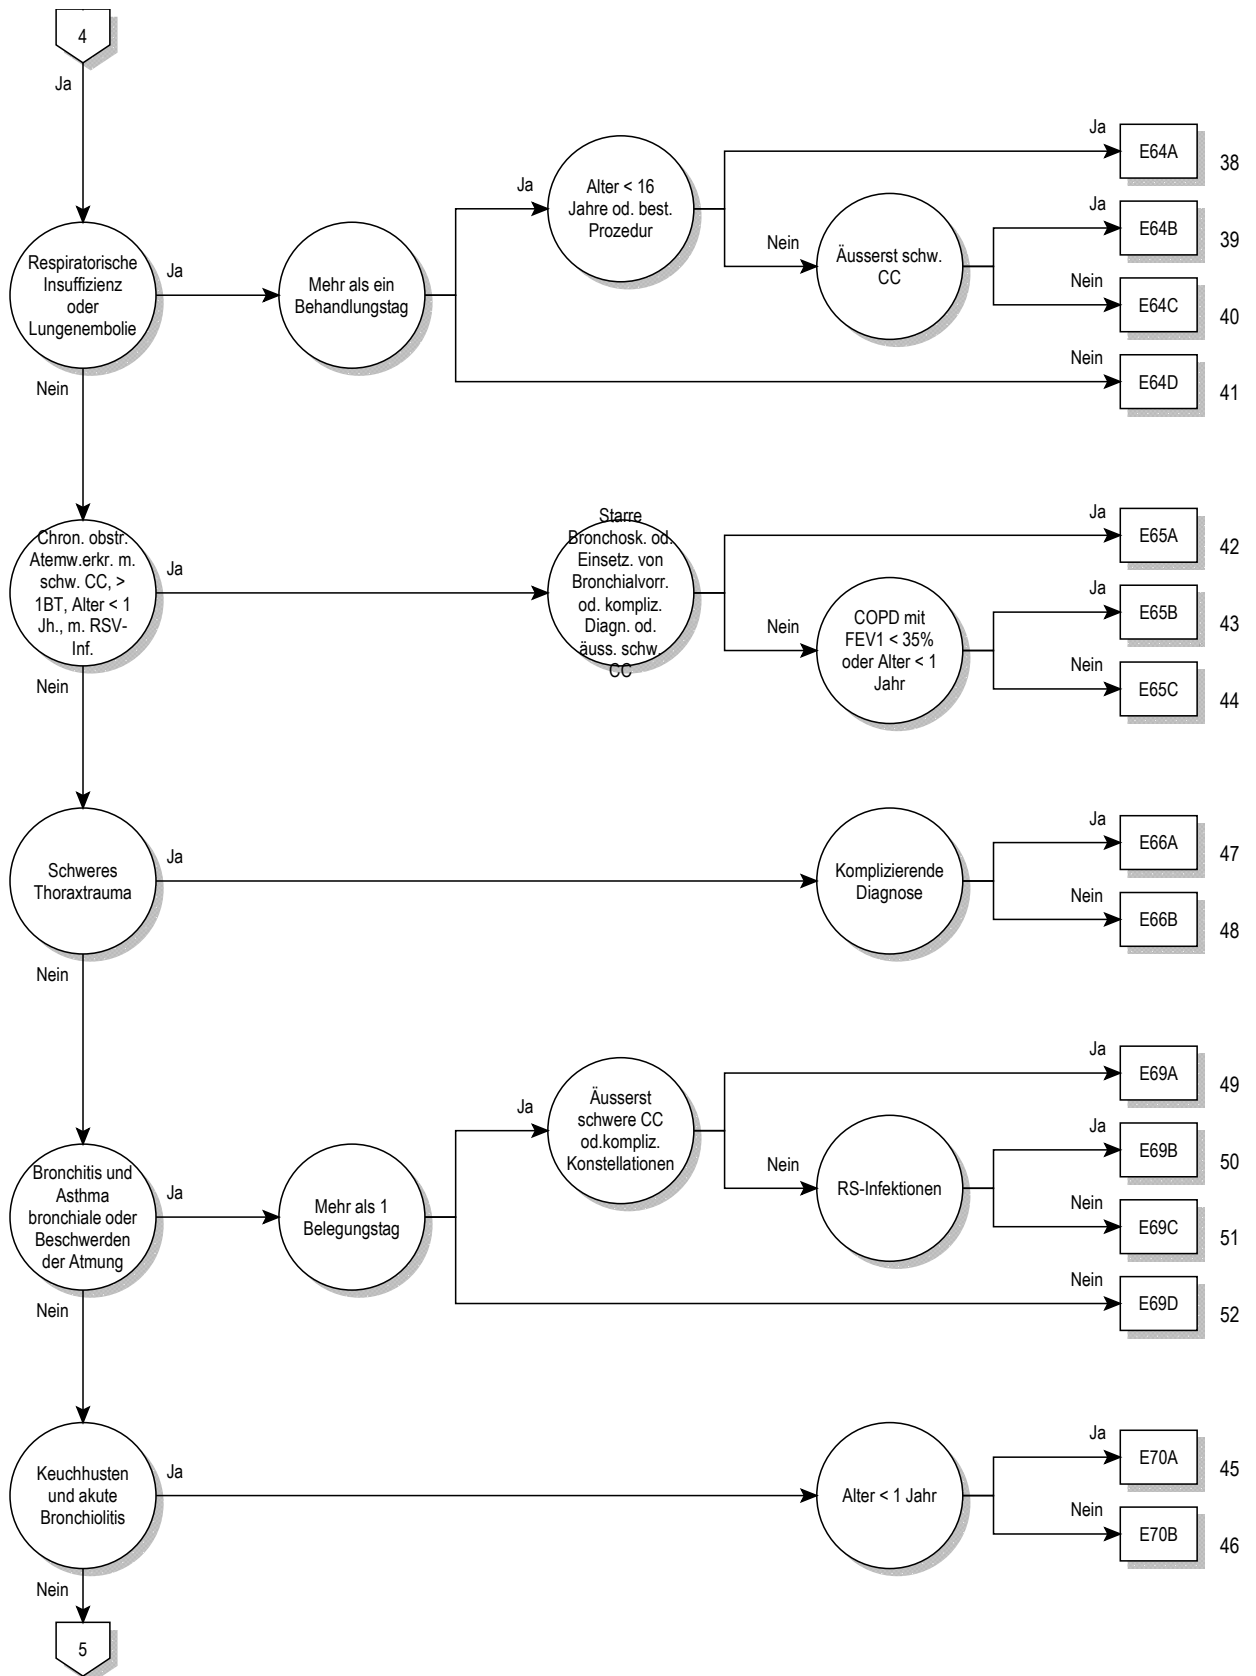 4
Ja
Ja
E64A
38
Ja
Alter < 16
Jahre od. best.
Prozedur
Ja
E64B
39
Nein
Äusserst schw.
CC
Respiratorische
Insuffizienz
oder
Lungenembolie
Ja
Mehr als ein
Behandlungstag
Nein
E64C
40
Nein
E64D
41
Nein
Chron. obstr.
Atemw.erkr. m.
schw. CC, >
1BT, Alter < 1
Jh., m. RSV-
Inf.
Ja
Starre
Bronchosk. od.
Einsetz. von
Bronchialvorr.
od. kompliz.
Diagn. od.
äuss. schw.
CC
Ja
E65A
42
Nein
COPD mit
FEV1 < 35%
oder Alter < 1
Jahr
Ja
E65B
43
Nein
E65C
44
Nein
Schweres
Thoraxtrauma
Ja
Komplizierende
Diagnose
Ja
E66A
47
Nein
E66B
48
Nein
Ja
E69A
49
Ja
Äusserst
schwere CC
od.kompliz.
Konstellationen
Ja
E69B
50
Nein
RS-Infektionen
Bronchitis und
Asthma
bronchiale oder
Beschwerden
der Atmung
Ja
Mehr als 1
Belegungstag
Nein
E69C
51
Nein
E69D
52
Nein
Keuchhusten
und akute
Bronchiolitis
Ja
Alter < 1 Jahr
Ja
E70A
45
Nein
E70B
46
Nein
5